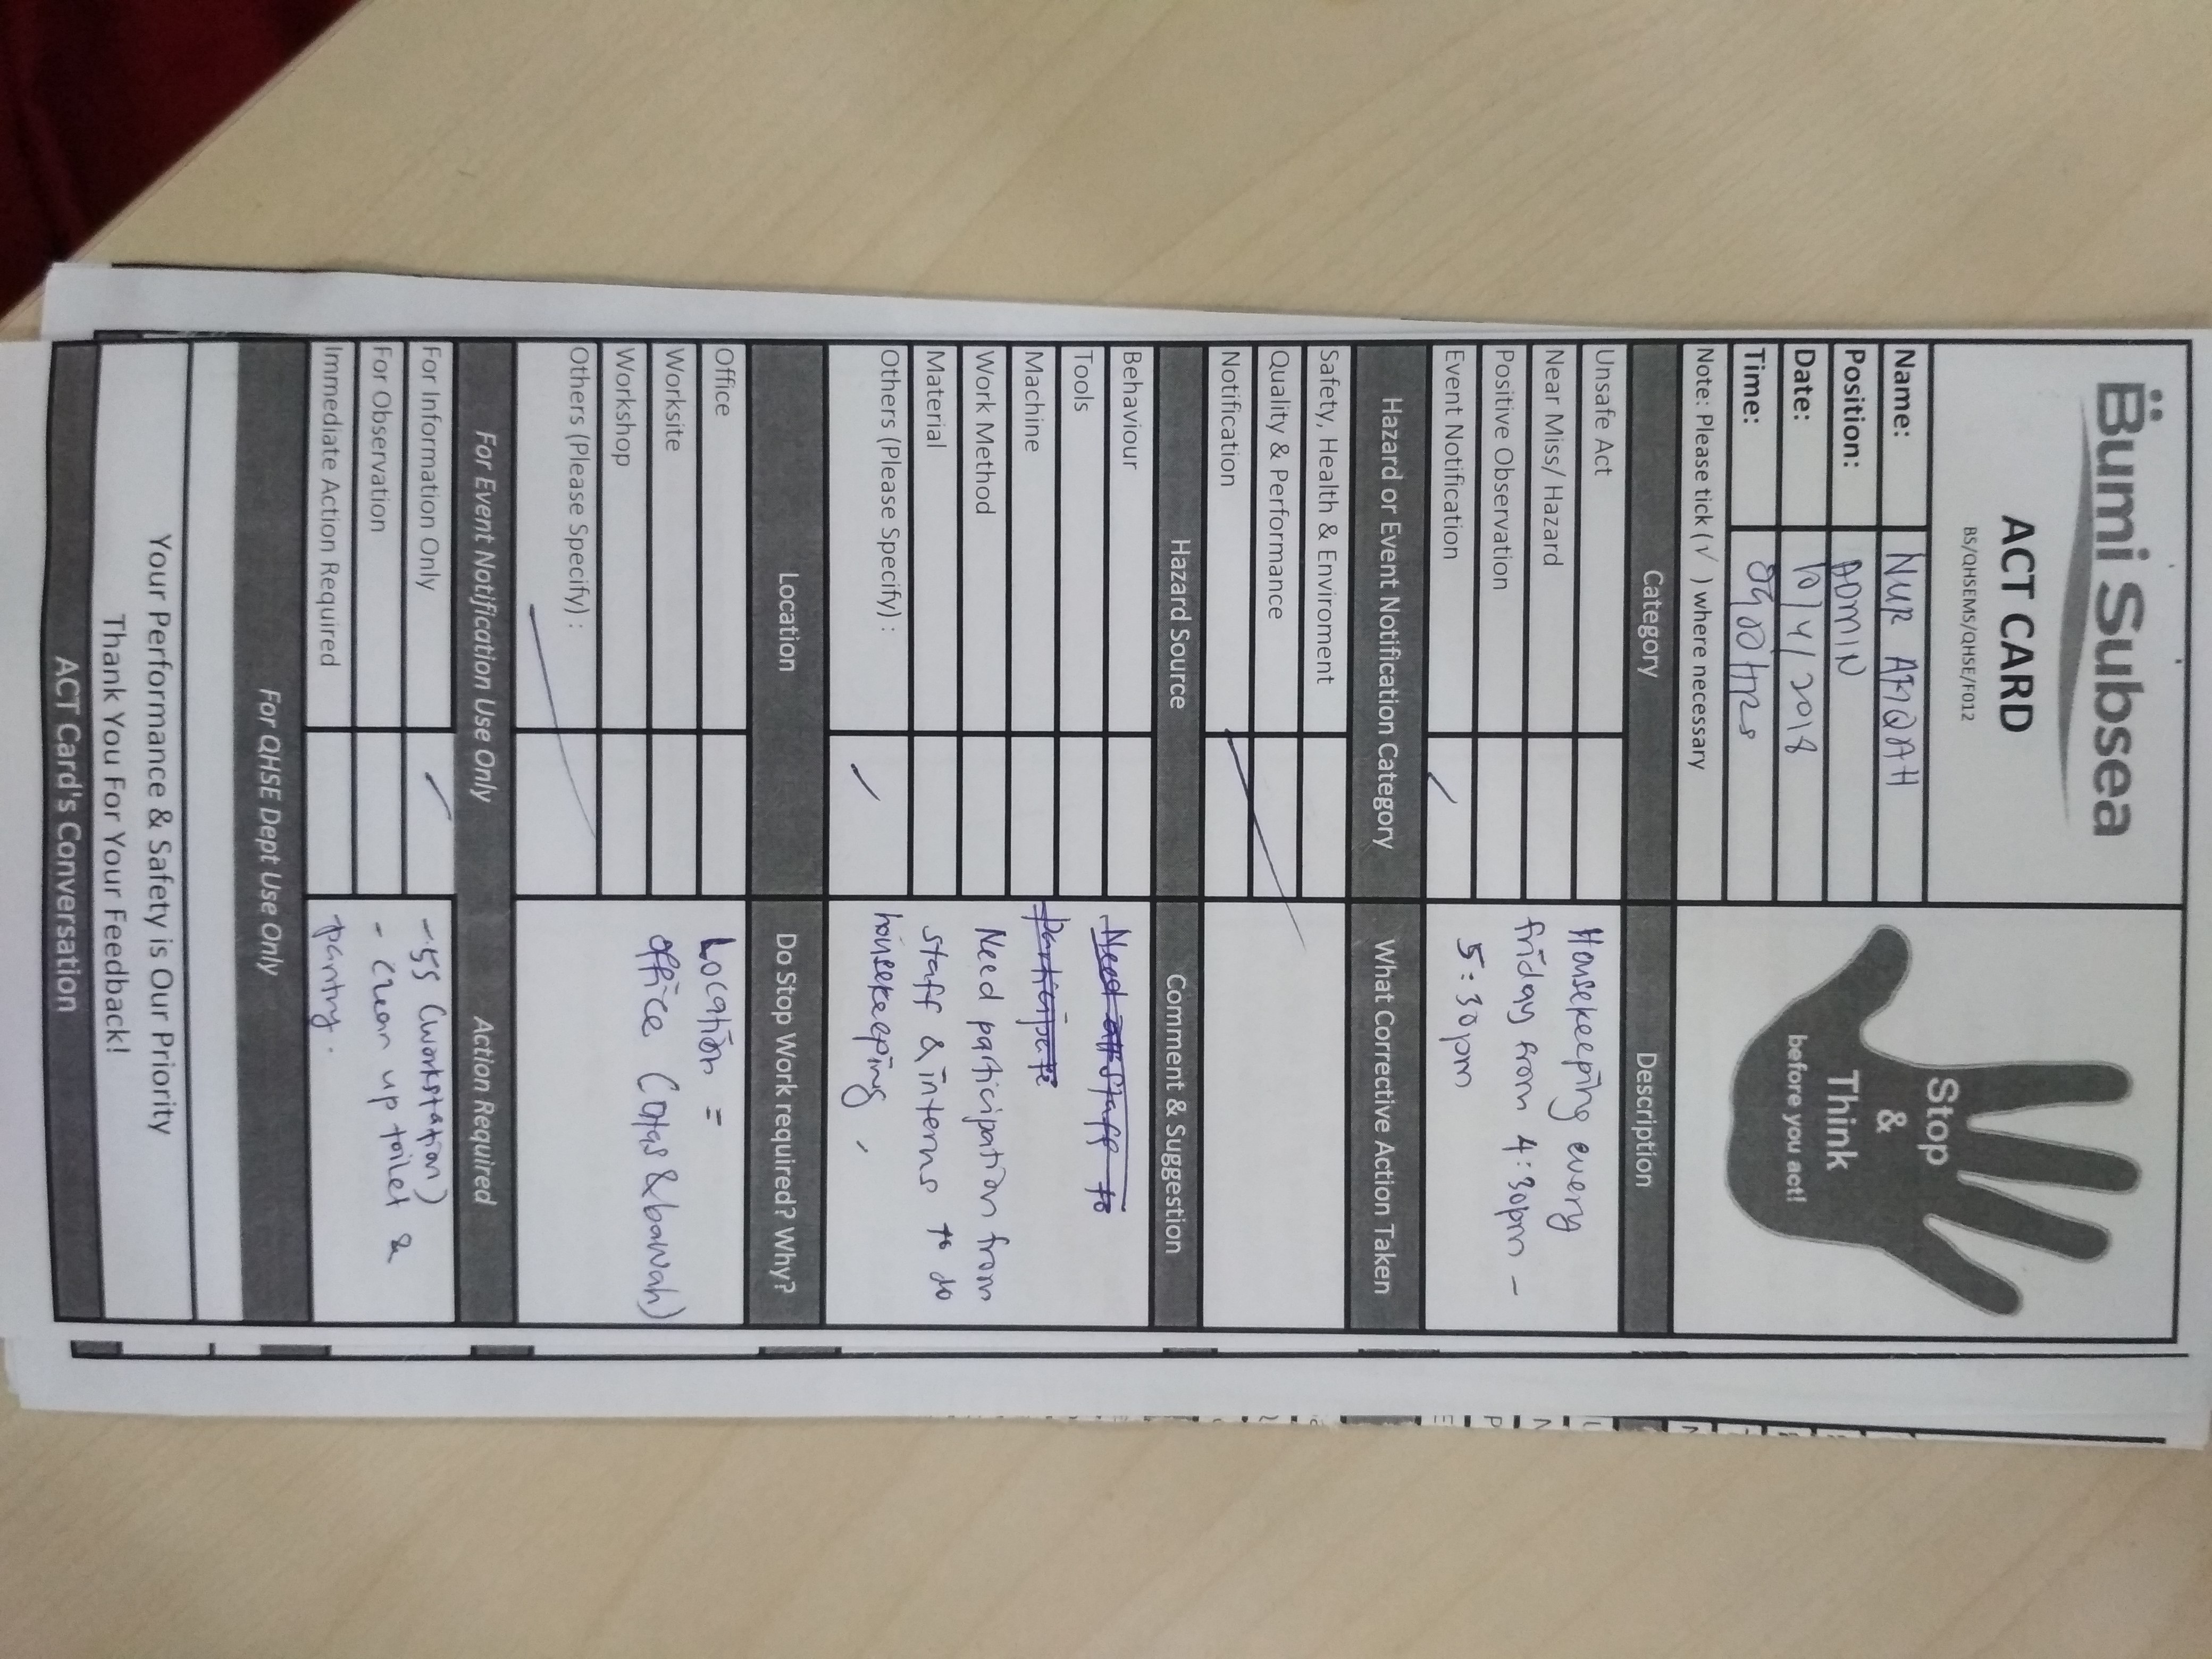 Bumi Subsea
ACT CARD
BS/QHSEMS/QHSE/F012
Stop
&
Think
before you act!
Name: NUR AFIQAH
Position: ADMIN
Date: 10/4/2018
Time: 0900Hrs
Note: Please tick (√ ) where necessary
Category
Description
Unsafe Act
Near Miss/ Hazard
Positive Observation
Event Notification
Housekeeping every
friday from 4:30pm -
5:30pm
Hazard or Event Notification Category
What Corrective Action Taken
Safety, Health & Enviroment
Quality & Performance
Notification
Hazard Source
Comment & Suggestion
Behaviour
Tools
Machine
Work Method
Material
Others (Please Specify) :
Need all staff to
participate
Need participation from
staff & interns to do
housekeeping,
Location
Do Stop Work required? Why?
Office
Worksite
Workshop
Others (Please Specify) :
Location =
Office (atas & bawah)
For Event Notification Use Only
Action Required
For Information Only
For Observation
Immediate Action Required
- 5S (workstation)
- clean up toilet &
pantry.
For QHSE Dept Use Only
Your Performance & Safety is Our Priority
Thank You For Your Feedback!
ACT Card's Conversation